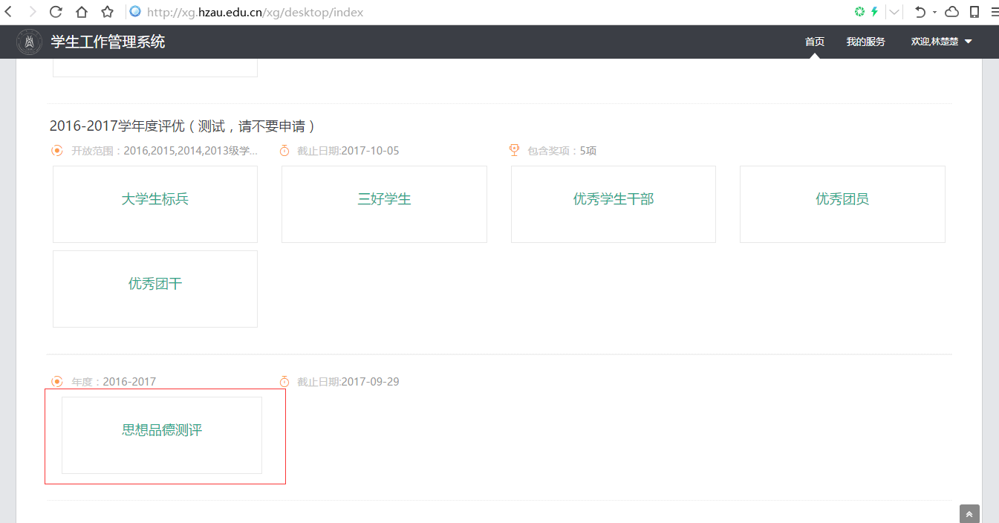 http://xg.hzau.edu.cn/xg/desktop/index
学生工作管理系统 首页 我的服务 欢迎,林楚楚
2016-2017学年度评优（测试，请不要申请）
开放范围：2016,2015,2014,2013级学... 截止日期:2017-10-05 包含奖项：5项
大学生标兵 三好学生 优秀学生干部 优秀团员
优秀团干
年度：2016-2017 截止日期:2017-09-29
思想品德测评